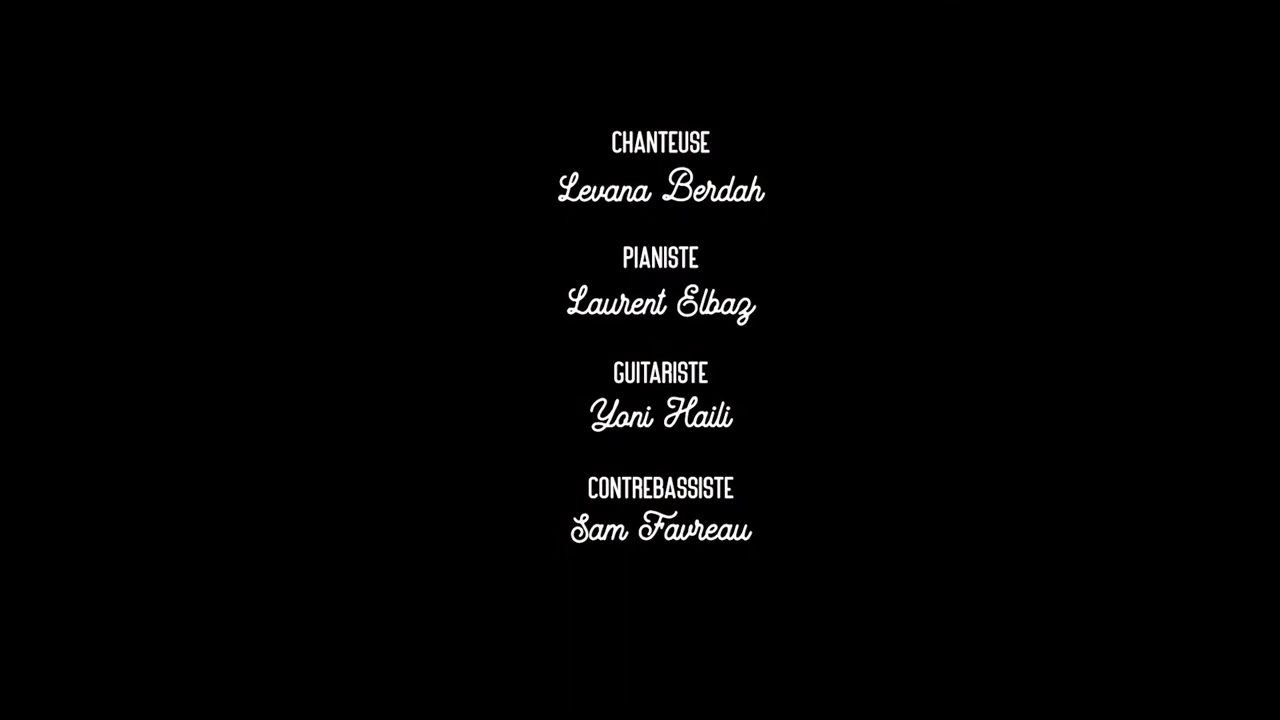 CHANTEUSE
Levana Berdah
PIANISTE
Laurent Elbaz
GUITARISTE
Yoni Haili
CONTREBASSISTE
Sam Favreau